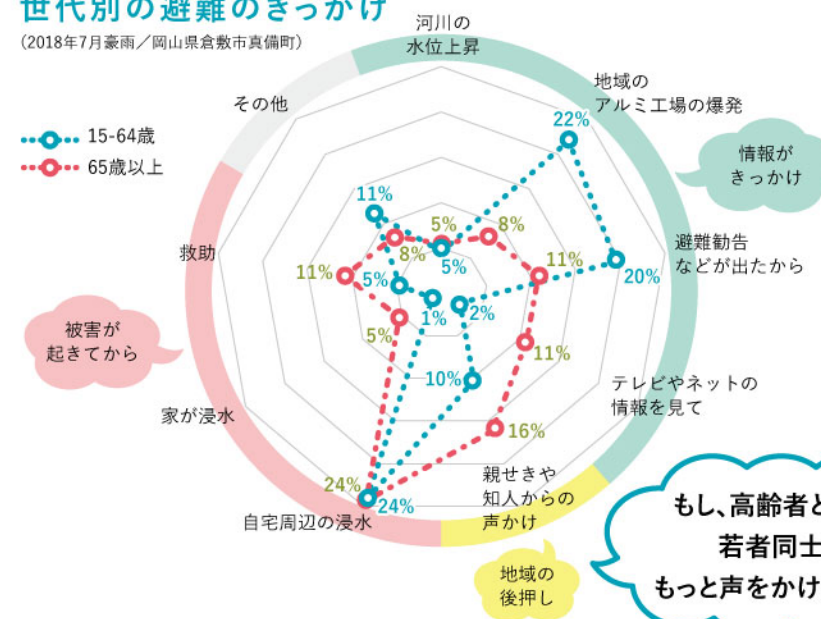 世代別の避難のきっかけ
(2018年7月豪雨／岡山県倉敷市真備町)
15-64歳
65歳以上
河川の
水位上昇
地域の
アルミ工場の爆発
避難勧告
などが出たから
テレビやネットの
情報を見て
親せきや
知人からの
声かけ
自宅周辺の浸水
家が浸水
救助
その他
情報が
きっかけ
地域の
後押し
被害が
起きてから
5%
5%
22%
8%
20%
11%
2%
11%
10%
16%
24%
24%
1%
5%
5%
11%
11%
8%
もし、高齢者と
若者同士
もっと声をかけ